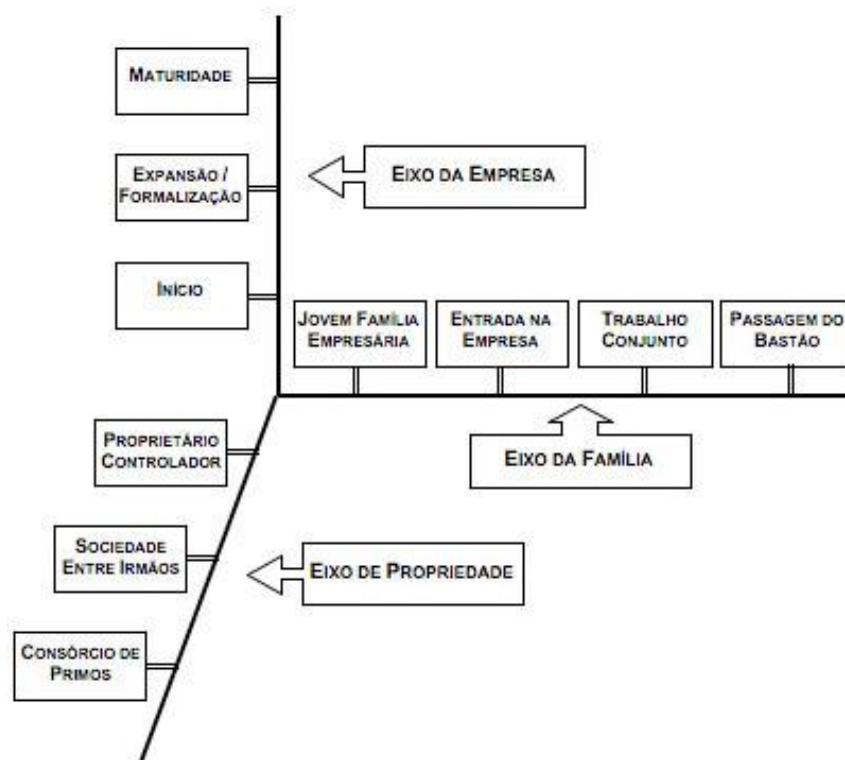 MATURIDADE
EXPANSÃO /
FORMALIZAÇÃO
EIXO DA EMPRESA
INÍCIO
JOVEM FAMÍLIA
EMPRESÁRIA
ENTRADA NA
EMPRESA
TRABALHO
CONJUNTO
PASSAGEM DO
BASTÃO
PROPRIETÁRIO
CONTROLADOR
EIXO DA FAMÍLIA
SOCIEDADE
ENTRE IRMÃOS
EIXO DE PROPRIEDADE
CONSÓRCIO DE
PRIMOS